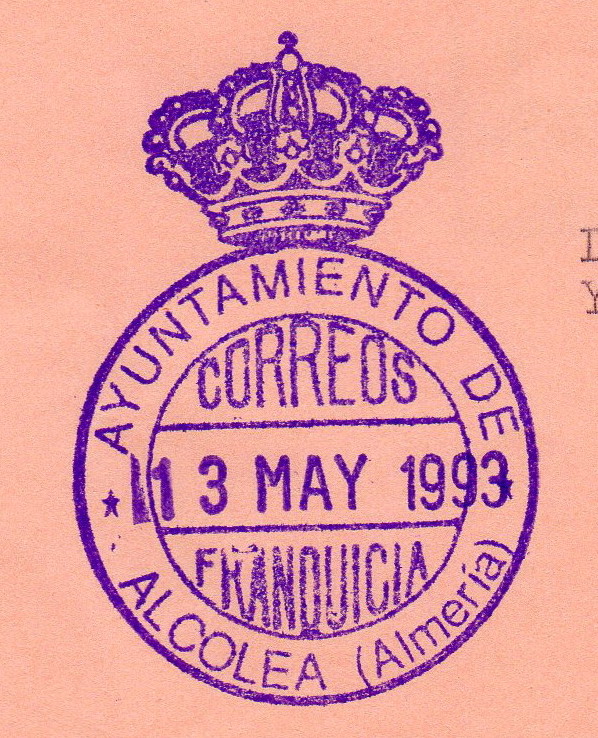 AYUNTAMIENTO DE
CORREOS
13 MAY 1993
FRANQUICIA
ALCOLEA (Almería)